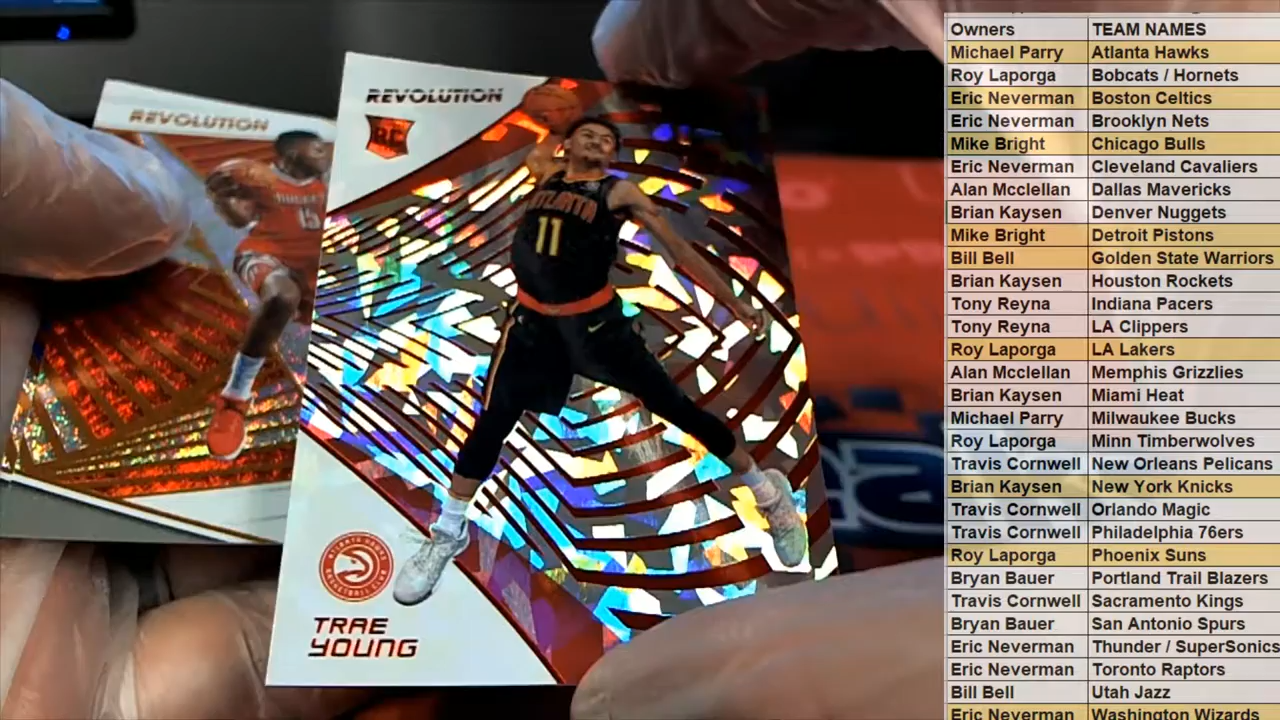 REVOLUTION
ROCKETS
15
REVOLUTION
RC
ATLANTA
11
ATLANTA HAWKS
BASKETBALL CLUB
TRAE
YOUNG
Owners TEAM NAMES
Michael Parry Atlanta Hawks
Roy Laporga Bobcats / Hornets
Eric Neverman Boston Celtics
Eric Neverman Brooklyn Nets
Mike Bright Chicago Bulls
Eric Neverman Cleveland Cavaliers
Alan Mcclellan Dallas Mavericks
Brian Kaysen Denver Nuggets
Mike Bright Detroit Pistons
Bill Bell Golden State Warriors
Brian Kaysen Houston Rockets
Tony Reyna Indiana Pacers
Tony Reyna LA Clippers
Roy Laporga LA Lakers
Alan Mcclellan Memphis Grizzlies
Brian Kaysen Miami Heat
Michael Parry Milwaukee Bucks
Roy Laporga Minn Timberwolves
Travis Cornwell New Orleans Pelicans
Brian Kaysen New York Knicks
Travis Cornwell Orlando Magic
Travis Cornwell Philadelphia 76ers
Roy Laporga Phoenix Suns
Bryan Bauer Portland Trail Blazers
Travis Cornwell Sacramento Kings
Bryan Bauer San Antonio Spurs
Eric Neverman Thunder / SuperSonics
Eric Neverman Toronto Raptors
Bill Bell Utah Jazz
Eric Neverman Washington Wizards